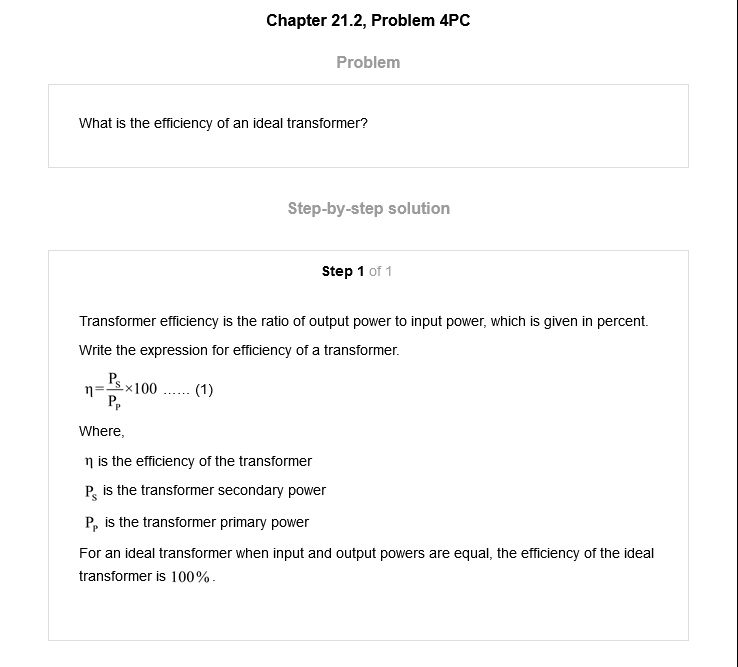 Chapter 21.2, Problem 4PC
Problem
What is the efficiency of an ideal transformer?
Step-by-step solution
Step 1 of 1
Transformer efficiency is the ratio of output power to input power, which is given in percent.
Write the expression for efficiency of a transformer.
η=P_S/P_P×100 ...... (1)
Where,
η is the efficiency of the transformer
P_S is the transformer secondary power
P_P is the transformer primary power
For an ideal transformer when input and output powers are equal, the efficiency of the ideal
transformer is 100%.